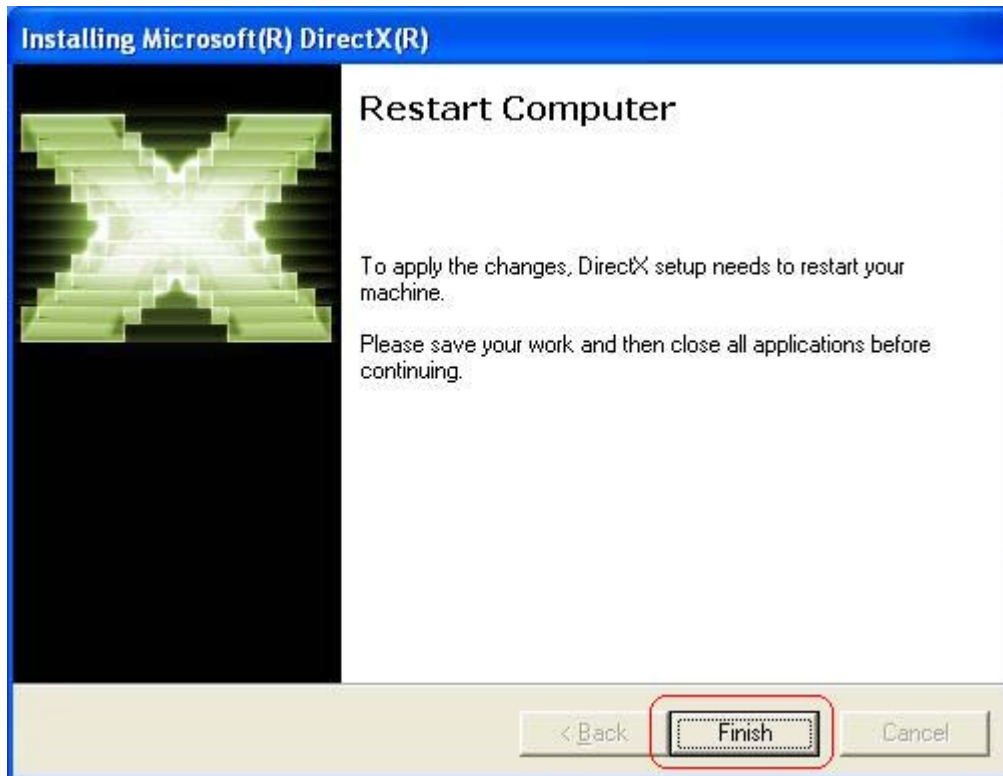 Installing Microsoft(R) DirectX(R)
Restart Computer
To apply the changes, DirectX setup needs to restart your
machine.
Please save your work and then close all applications before
continuing.
< Back
Finish
Cancel